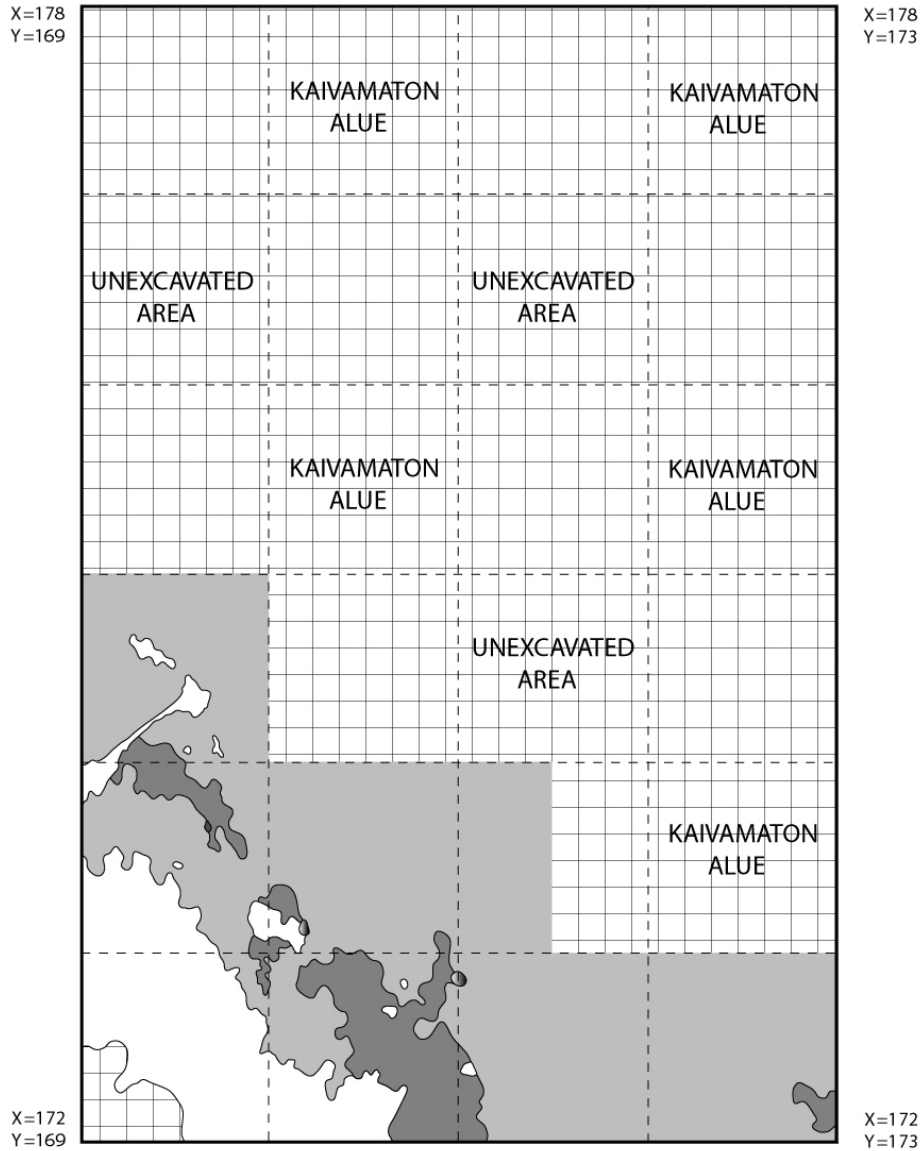 X=178
Y=169
X=178
Y=173
KAIVAMATON
ALUE
KAIVAMATON
ALUE
UNEXCAVATED
AREA
UNEXCAVATED
AREA
KAIVAMATON
ALUE
KAIVAMATON
ALUE
UNEXCAVATED
AREA
KAIVAMATON
ALUE
X=172
Y=169
X=172
Y=173